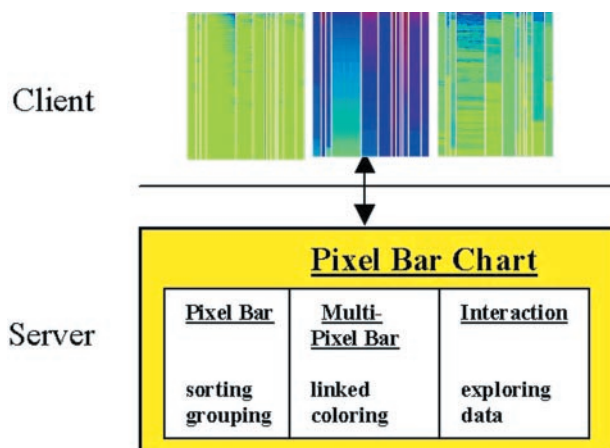 Client
Pixel Bar Chart
Server
Pixel Bar
sorting
grouping
Multi-
Pixel Bar
linked
coloring
Interaction
exploring
data